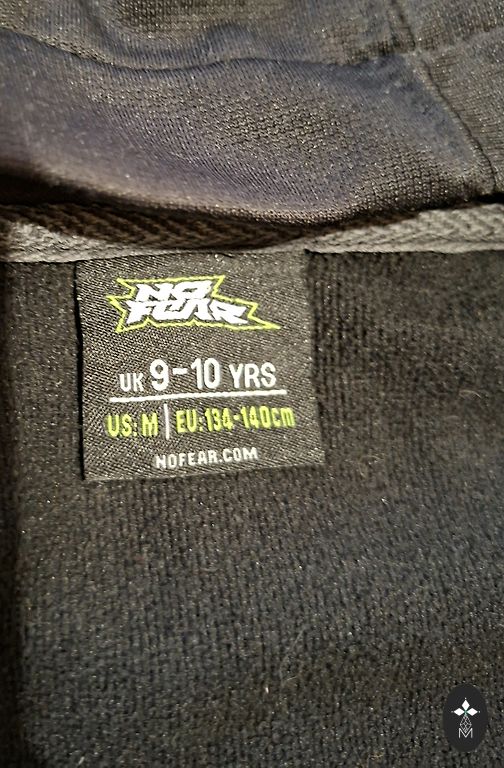 NO
FEAR
UK 9-10 YRS
US: M | EU: 134-140cm
NOFEAR.COM
M